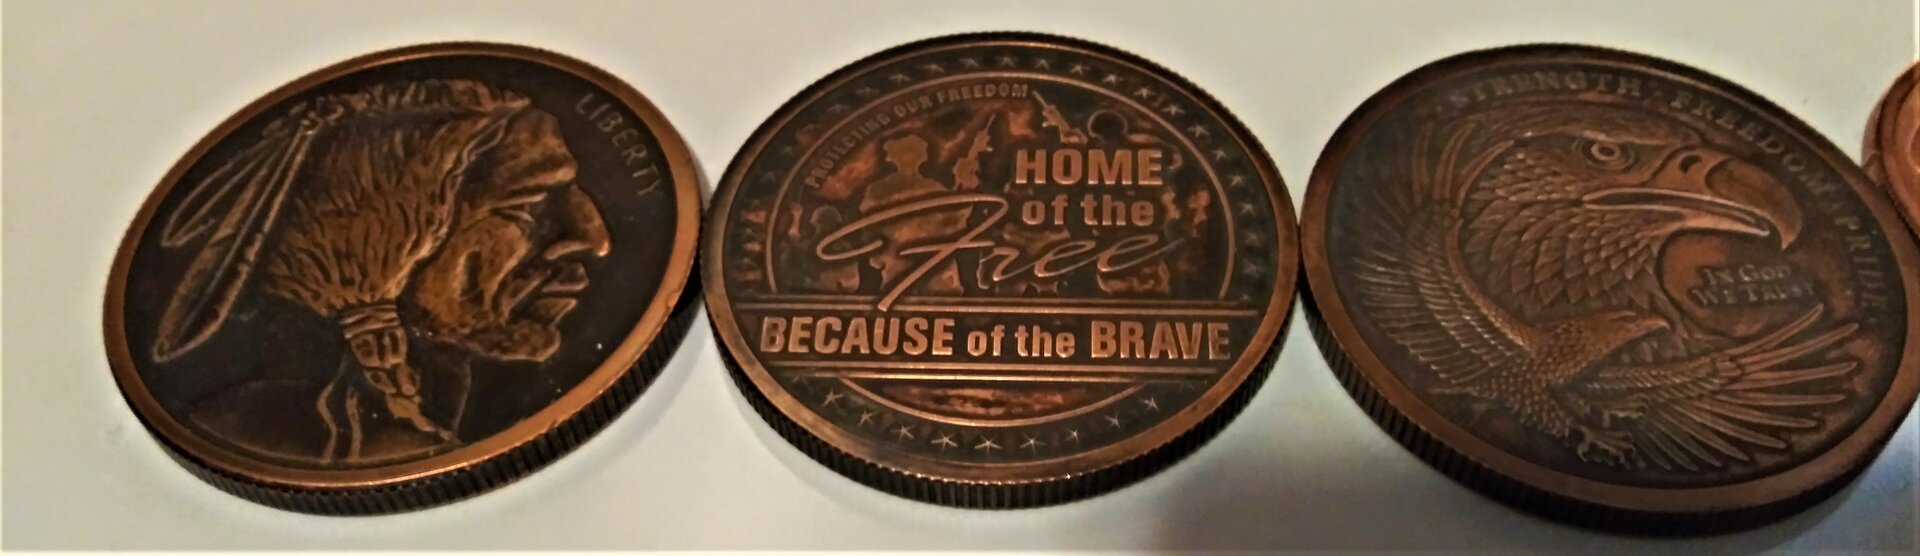 LIBERTY
PROTECTING OUR FREEDOM
HOME
of the
Free
BECAUSE of the BRAVE
STRENGTH · FREEDOM · PRIDE
IN GOD
WE TRUST